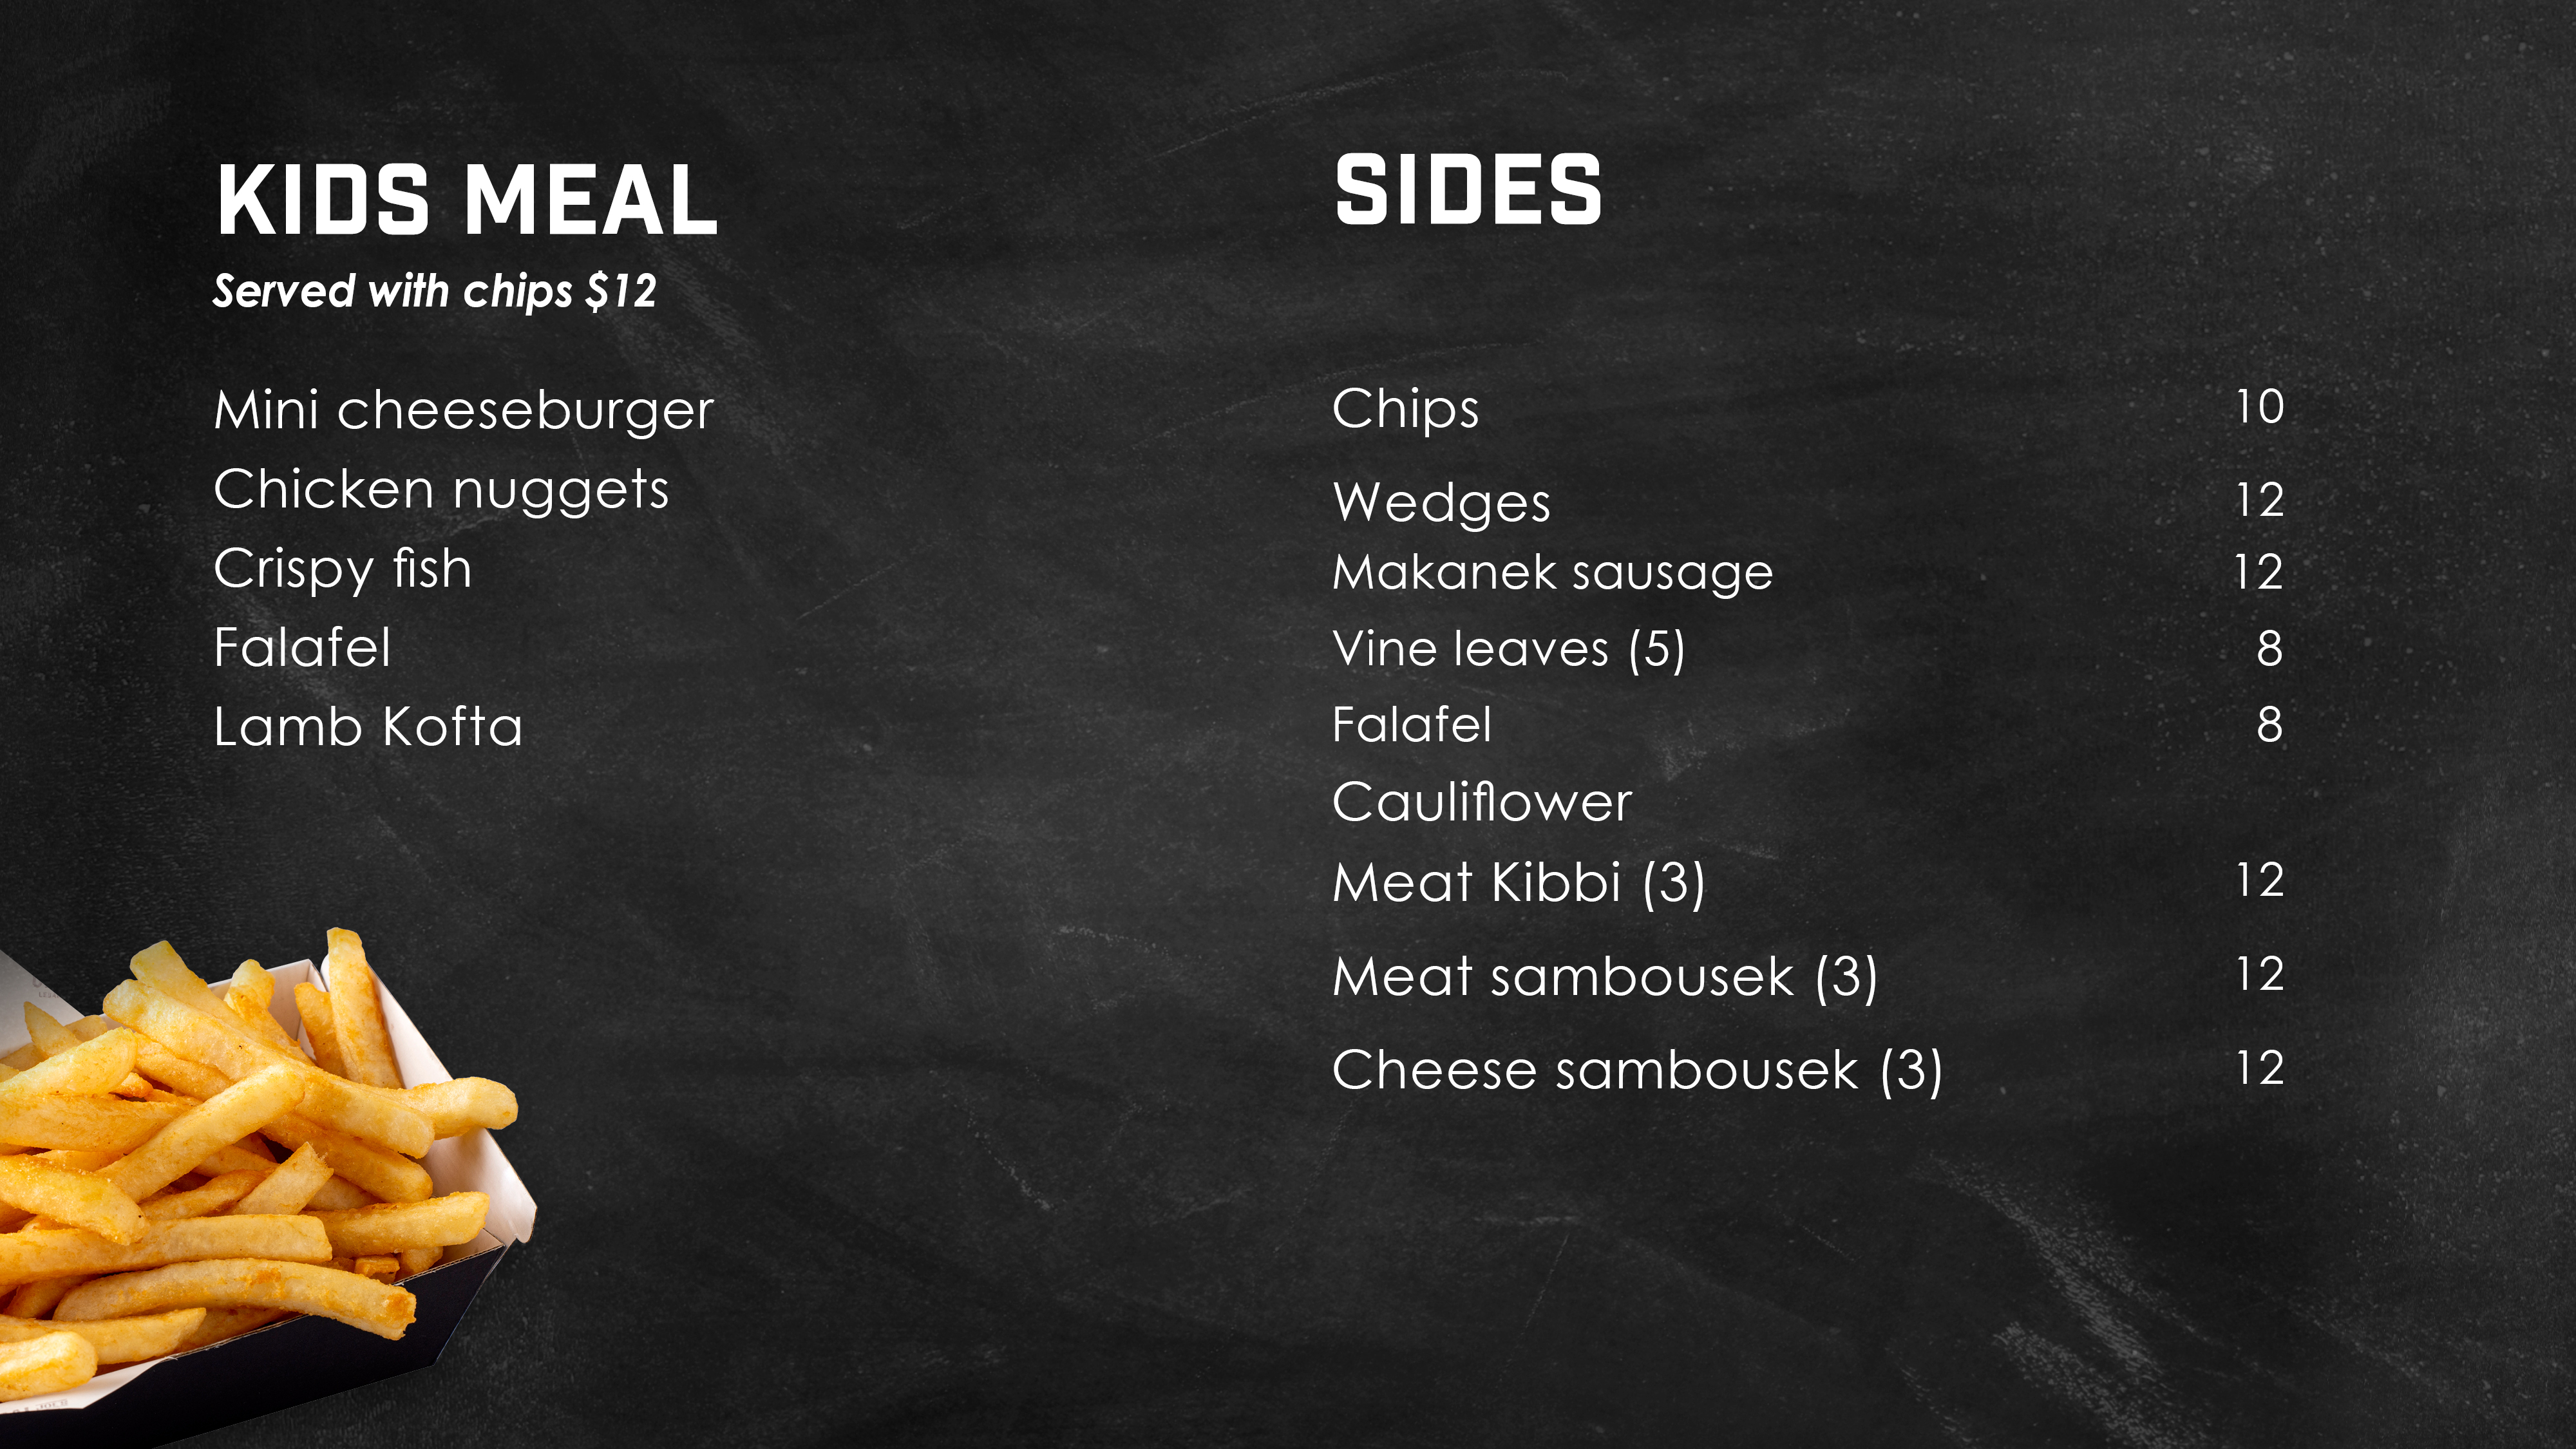 KIDS MEAL
Served with chips $12
Mini cheeseburger
Chicken nuggets
Crispy fish
Falafel
Lamb Kofta
SIDES
Chips 10
Wedges 12
Makanek sausage 12
Vine leaves (5) 8
Falafel 8
Cauliflower
Meat Kibbi (3) 12
Meat sambousek (3) 12
Cheese sambousek (3) 12